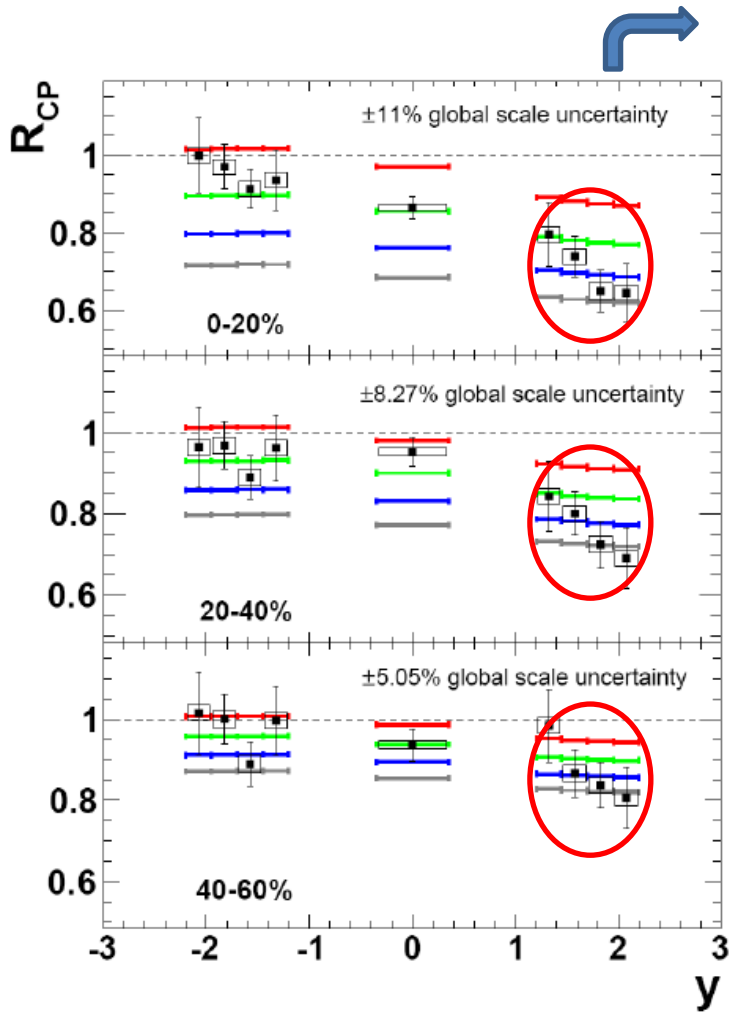 R_CP
±11% global scale uncertainty
1
0.8
0.6
0-20%
±8.27% global scale uncertainty
1
0.8
0.6
20-40%
±5.05% global scale uncertainty
1
0.8
0.6
40-60%
-3 -2 -1 0 1 2 3
y